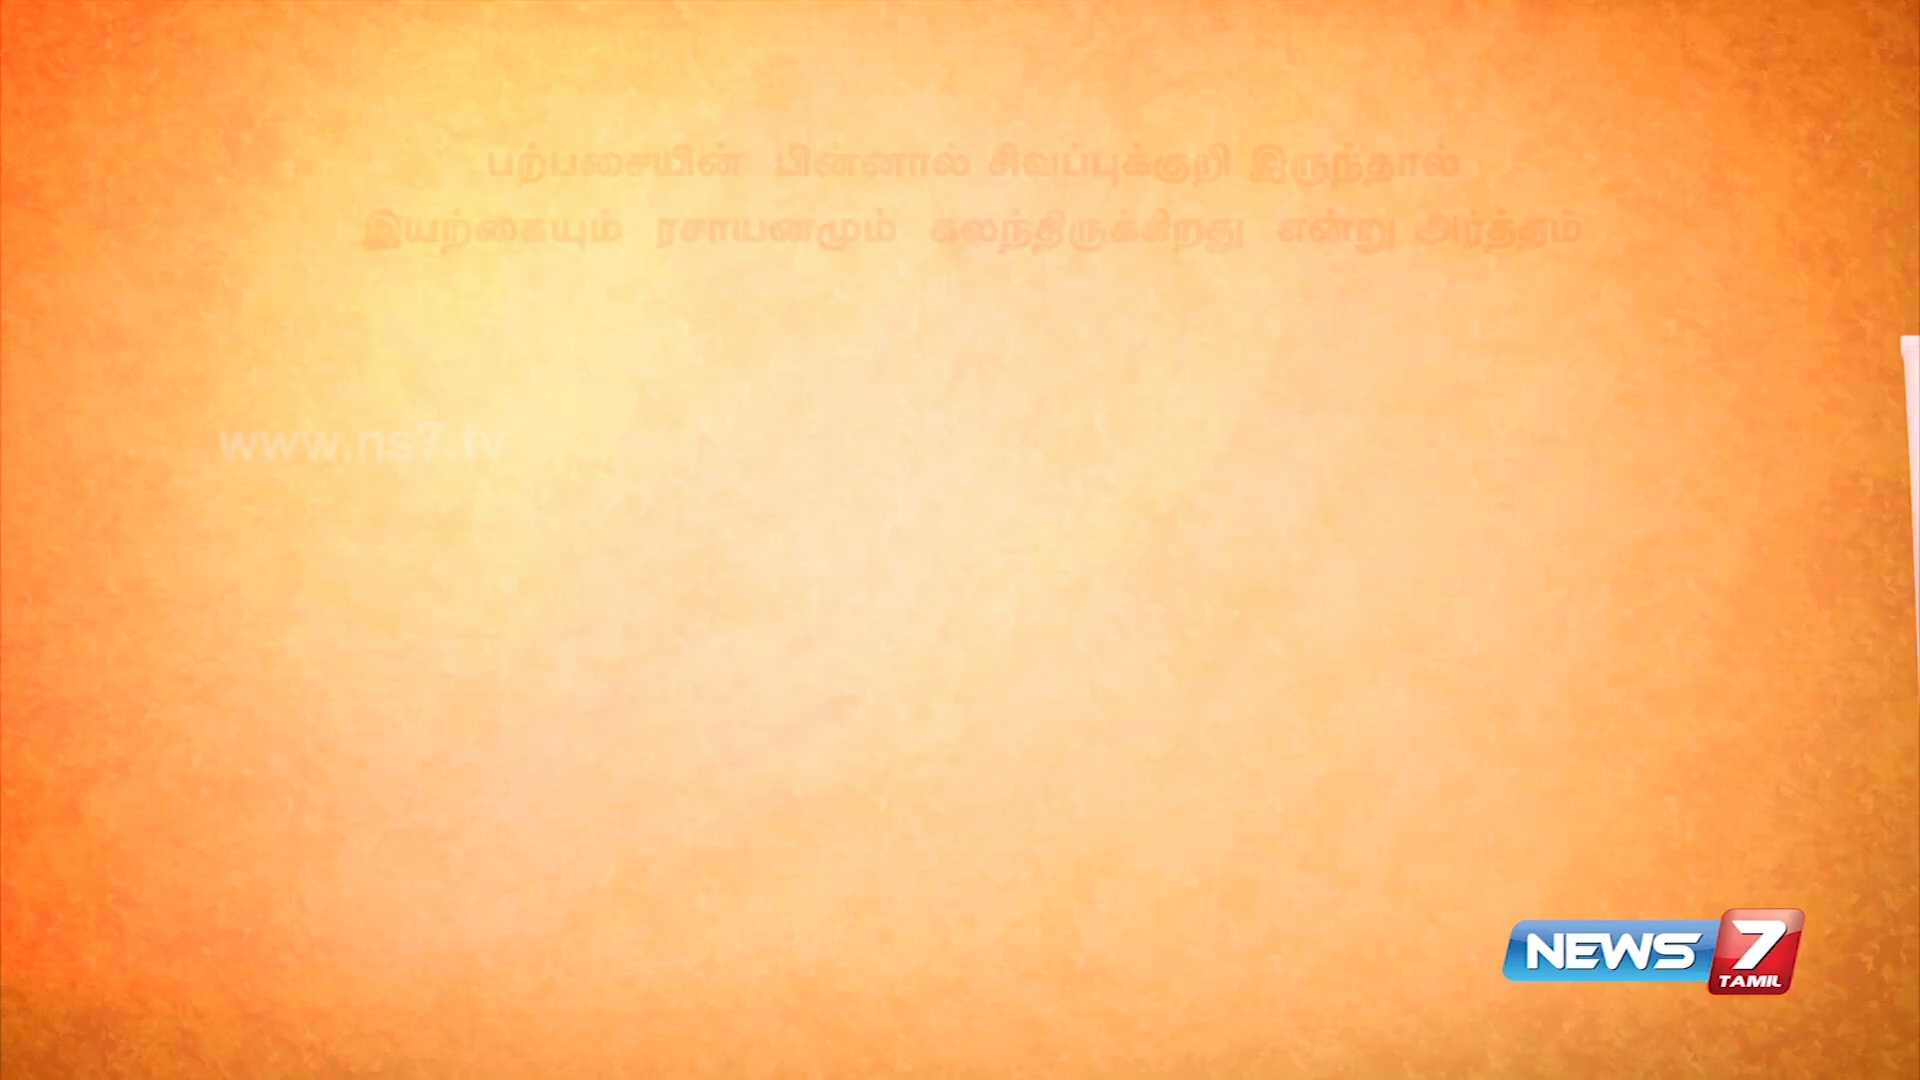 பற்பசையின் பின்னால் சிவப்புக்குறி இருந்தால்
இயற்கையும் ரசாயனமும் கலந்திருக்கிறது என்று அர்த்தம்
www.ns7.tv
NEWS 7
TAMIL